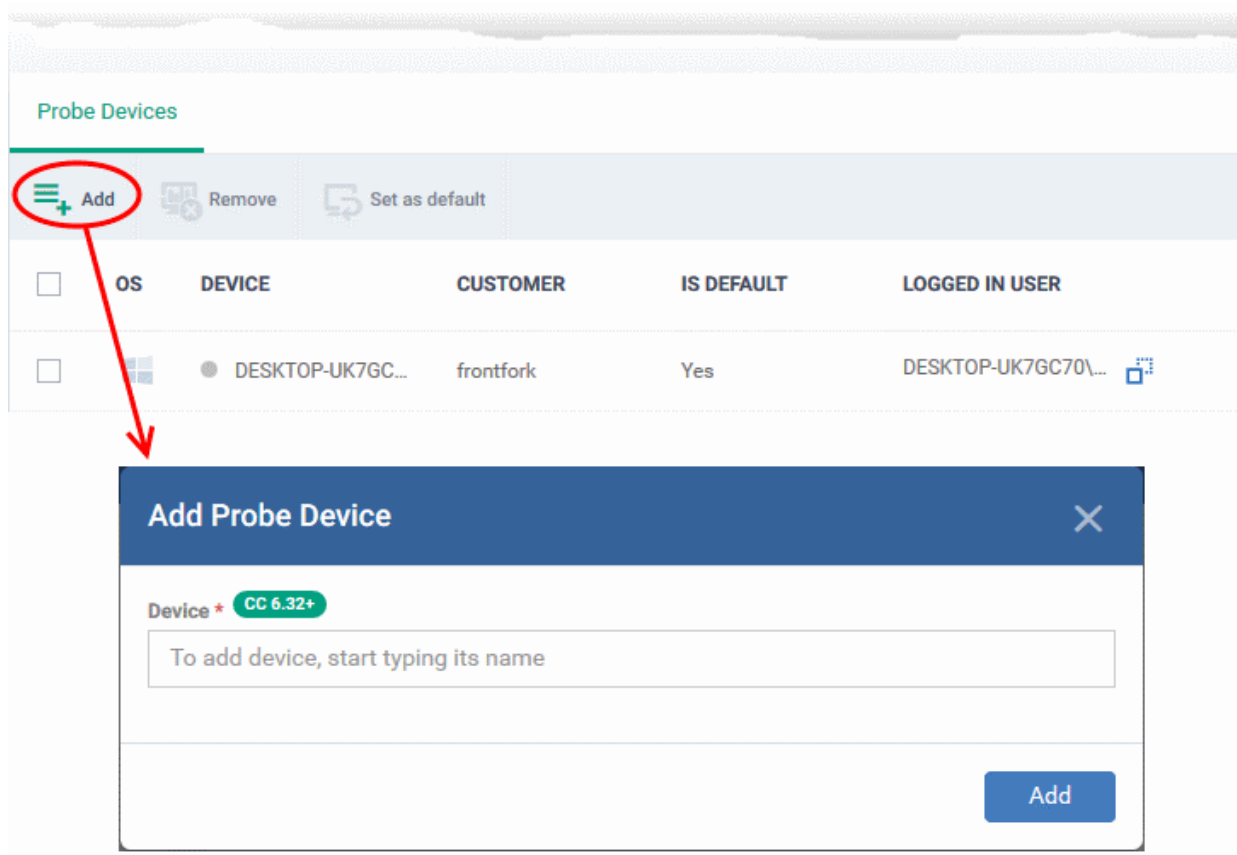 Probe Devices
Add Remove Set as default
OS DEVICE CUSTOMER IS DEFAULT LOGGED IN USER
DESKTOP-UK7GC... frontfork Yes DESKTOP-UK7GC70\...
Add Probe Device
Device * CC 6.32+
To add device, start typing its name
Add